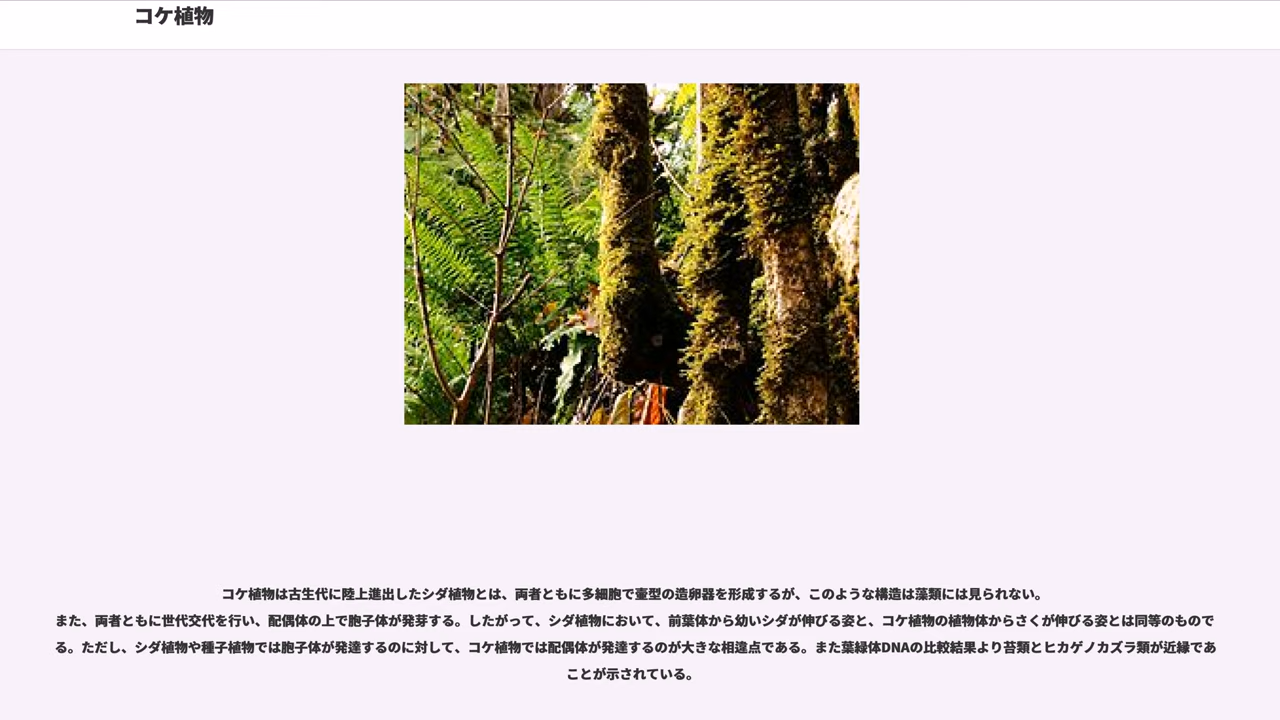 コケ植物
コケ植物は古生代に陸上進出したシダ植物とは、両者ともに多細胞で壷型の造卵器を形成するが、このような構造は藻類には見られない。
また、両者ともに世代交代を行い、配偶体の上で胞子体が発芽する。したがって、シダ植物において、前葉体から幼いシダが伸びる姿と、コケ植物の植物体からさくが伸びる姿とは同等のもので
る。ただし、シダ植物や種子植物では胞子体が発達するのに対して、コケ植物では配偶体が発達するのが大きな相違点である。また葉緑体DNAの比較結果より苔類とヒカゲノカズラ類が近縁であ
ことが示されている。